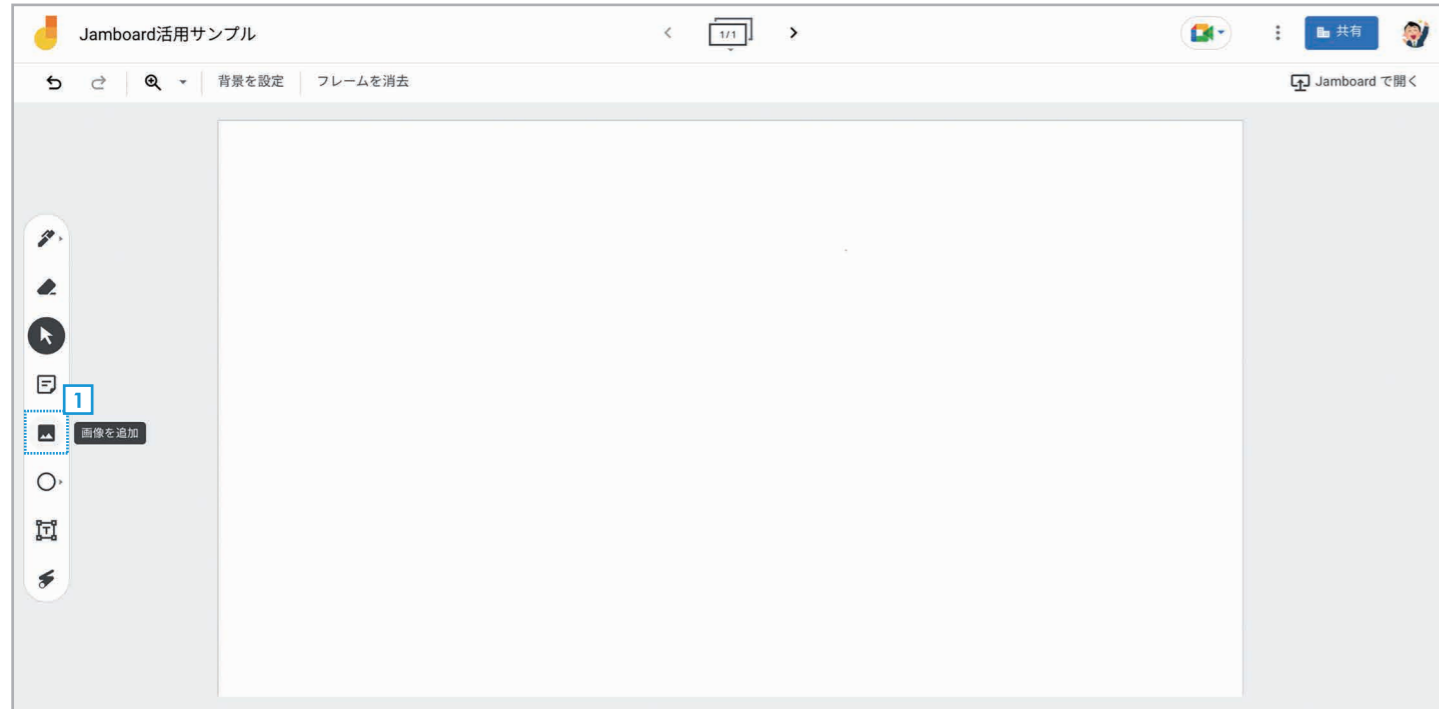 Jamboard活用サンプル
1/1
共有
背景を設定
フレームを消去
Jamboard で開く
1
画像を追加